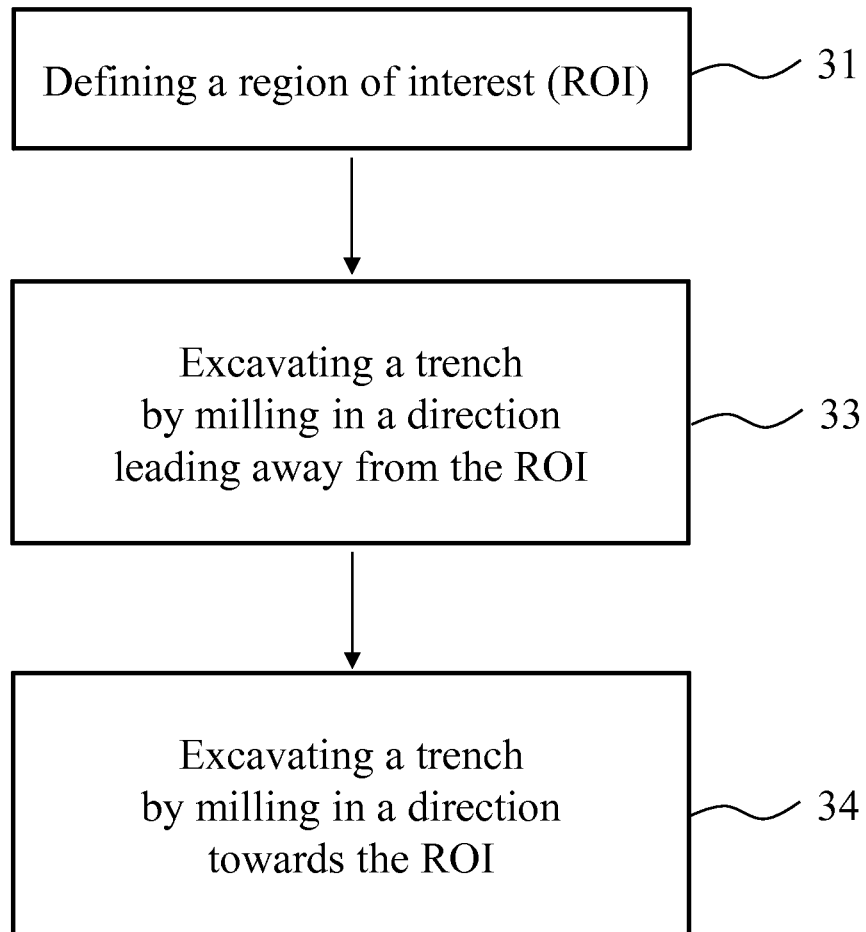 Defining a region of interest (ROI)
31
Excavating a trench
by milling in a direction
leading away from the ROI
33
Excavating a trench
by milling in a direction
towards the ROI
34